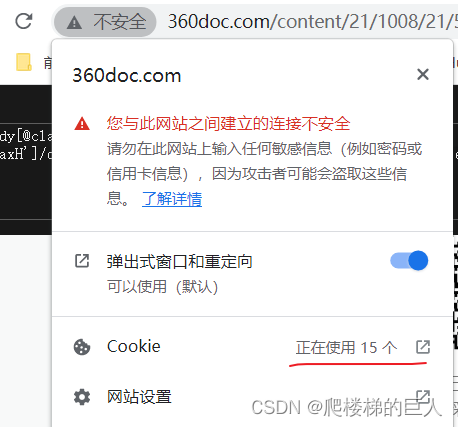 不安全 360doc.com/content/21/1008/21/5
前
360doc.com
您与此网站之间建立的连接不安全
请勿在此网站上输入任何敏感信息（例如密码或
信用卡信息），因为攻击者可能会盗取这些信
息。 了解详情
dy[@cla
axH']/d
弹出式窗口和重定向
可以使用（默认）
Cookie 正在使用 15 个
网站设置
CSDN @爬楼梯的巨人